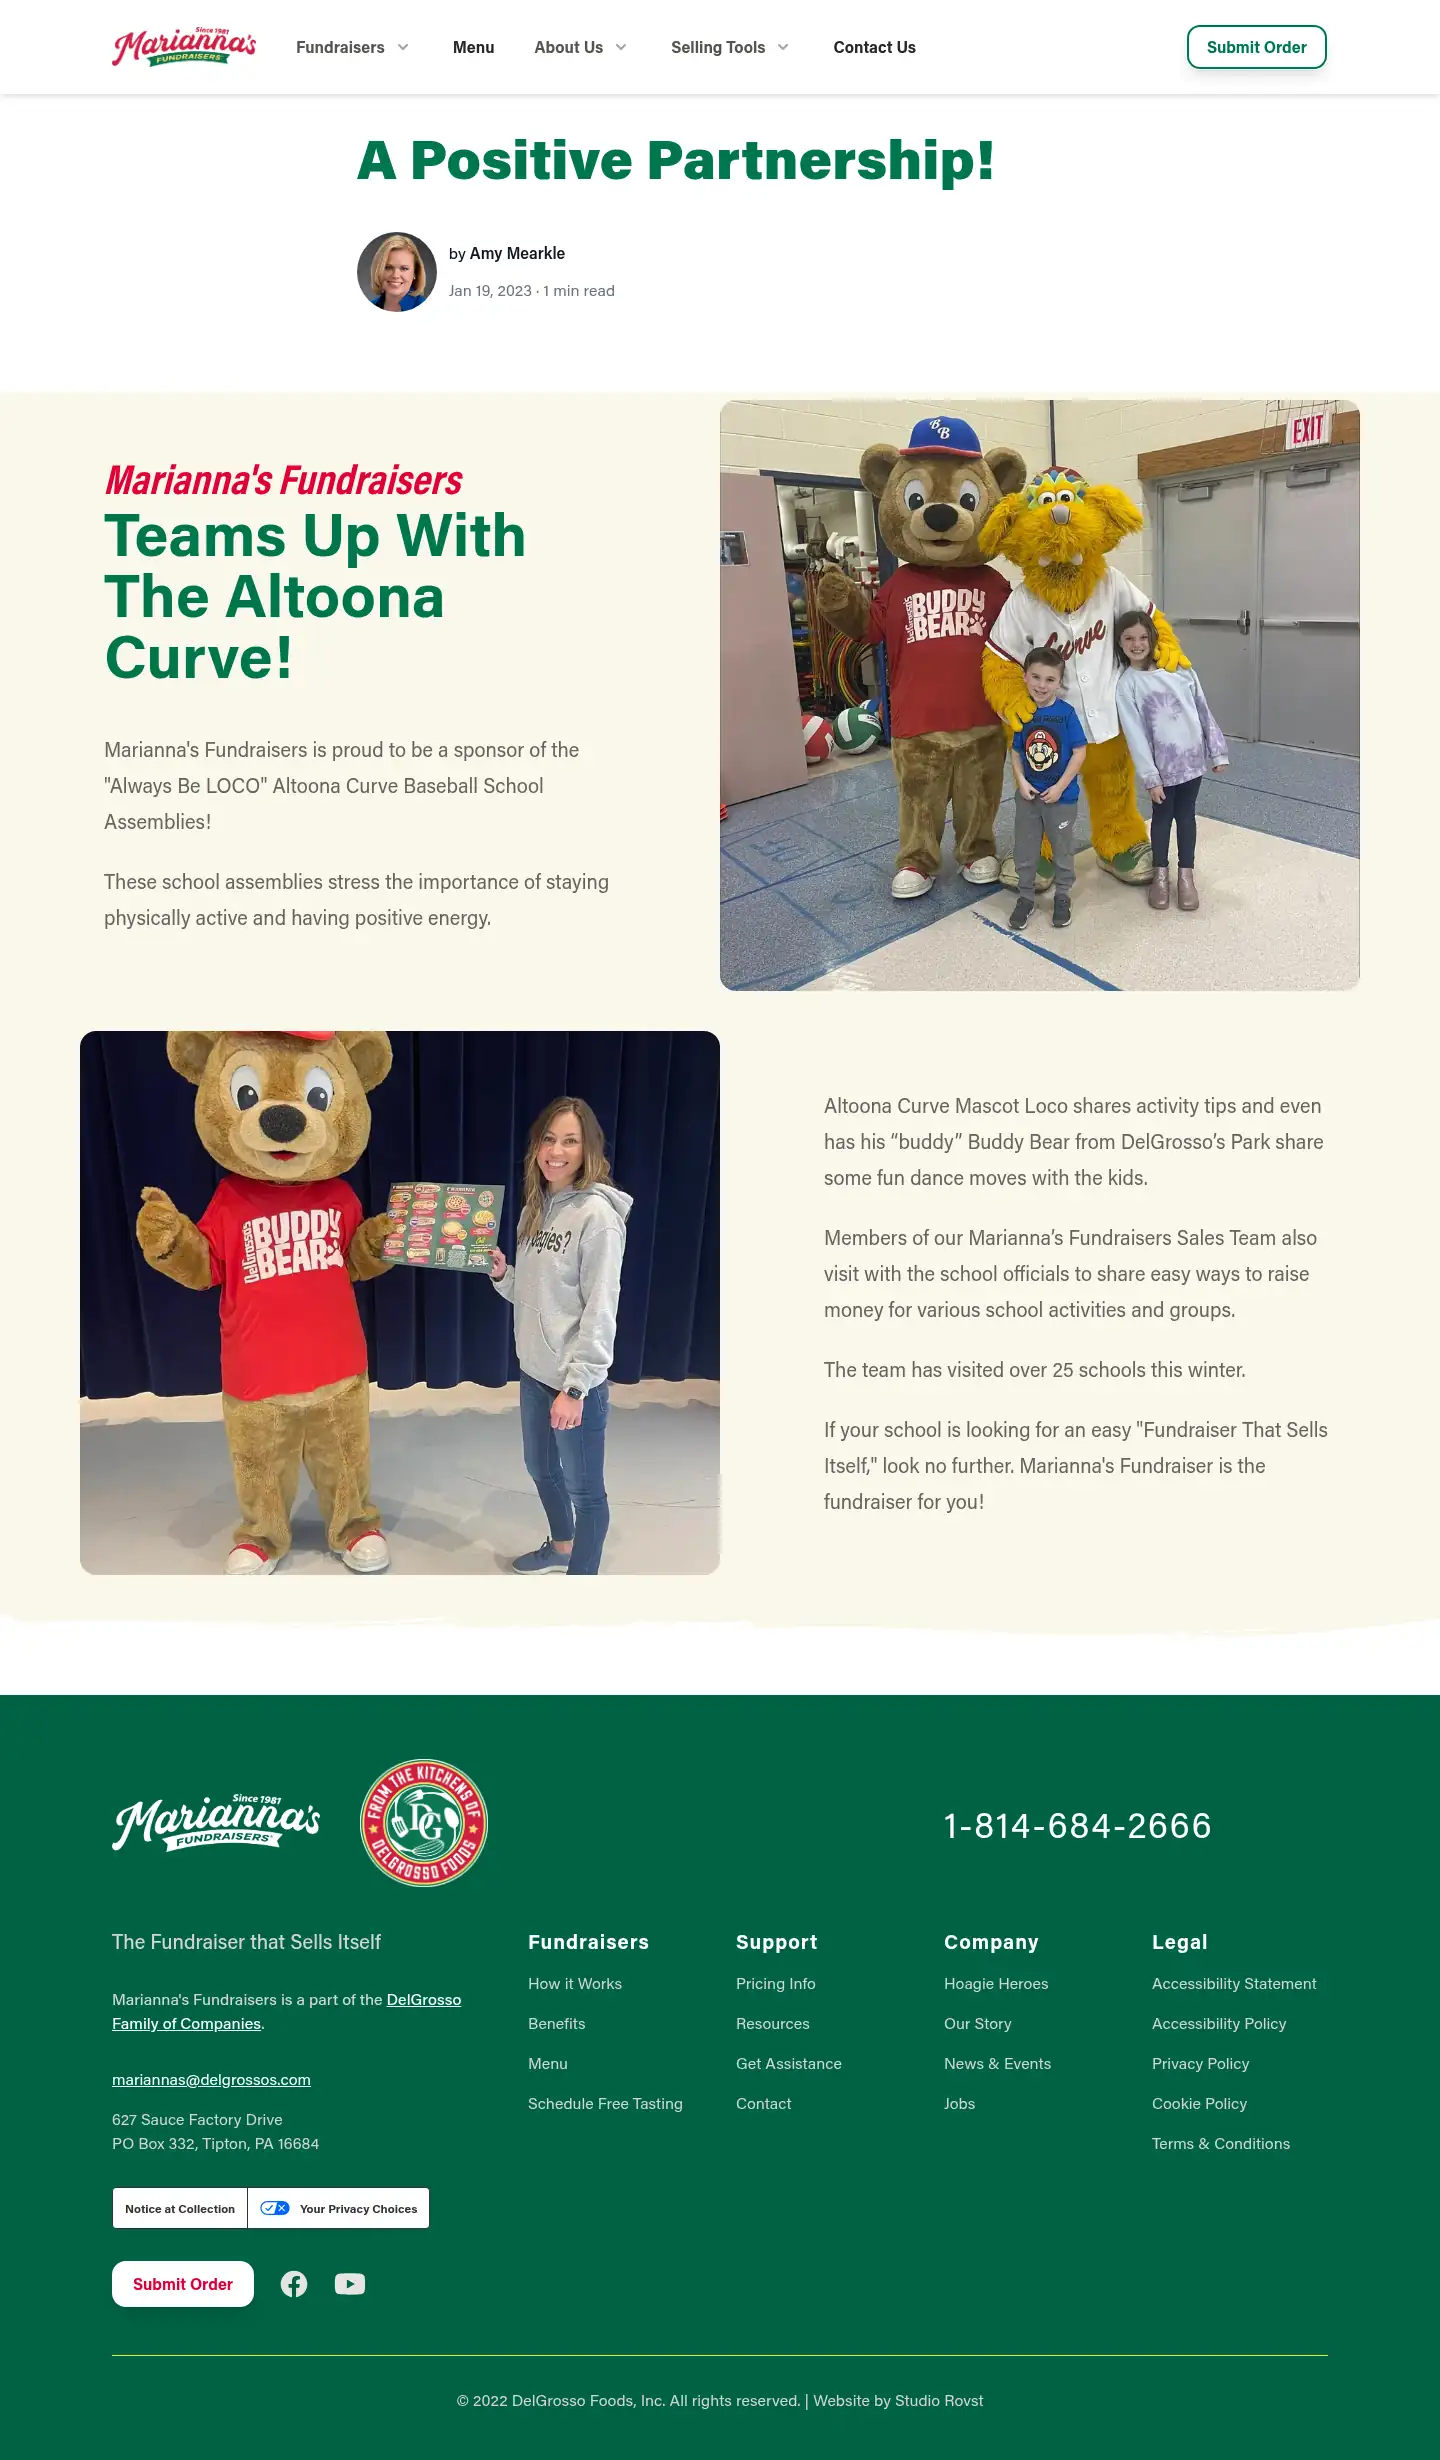 Since 1981
Marianna's
FUNDRAISERS
Fundraisers
Menu
About Us
Selling Tools
Contact Us
Submit Order
A Positive Partnership!
by Amy Mearkle
Jan 19, 2023 · 1 min read
Marianna's Fundraisers
Teams Up With
The Altoona
Curve!
Marianna's Fundraisers is proud to be a sponsor of the
"Always Be LOCO" Altoona Curve Baseball School
Assemblies!
These school assemblies stress the importance of staying
physically active and having positive energy.
EXIT
BB
DelGrosso's
BUDDY
BEAR
Curve
DelGrosso's
BUDDY
BEAR
Altoona Curve Mascot Loco shares activity tips and even
has his “buddy” Buddy Bear from DelGrosso’s Park share
some fun dance moves with the kids.
Members of our Marianna’s Fundraisers Sales Team also
visit with the school officials to share easy ways to raise
money for various school activities and groups.
The team has visited over 25 schools this winter.
If your school is looking for an easy "Fundraiser That Sells
Itself," look no further. Marianna's Fundraiser is the
fundraiser for you!
Since 1981
Marianna's
FUNDRAISERS
FROM THE KITCHENS OF
DG
DELGROSSO FOODS
1-814-684-2666
The Fundraiser that Sells Itself
Marianna's Fundraisers is a part of the DelGrosso
Family of Companies.
mariannas@delgrossos.com
627 Sauce Factory Drive
PO Box 332, Tipton, PA 16684
Notice at Collection
Your Privacy Choices
Submit Order
Fundraisers
How it Works
Benefits
Menu
Schedule Free Tasting
Support
Pricing Info
Resources
Get Assistance
Contact
Company
Hoagie Heroes
Our Story
News & Events
Jobs
Legal
Accessibility Statement
Accessibility Policy
Privacy Policy
Cookie Policy
Terms & Conditions
© 2022 DelGrosso Foods, Inc. All rights reserved. | Website by Studio Rovst